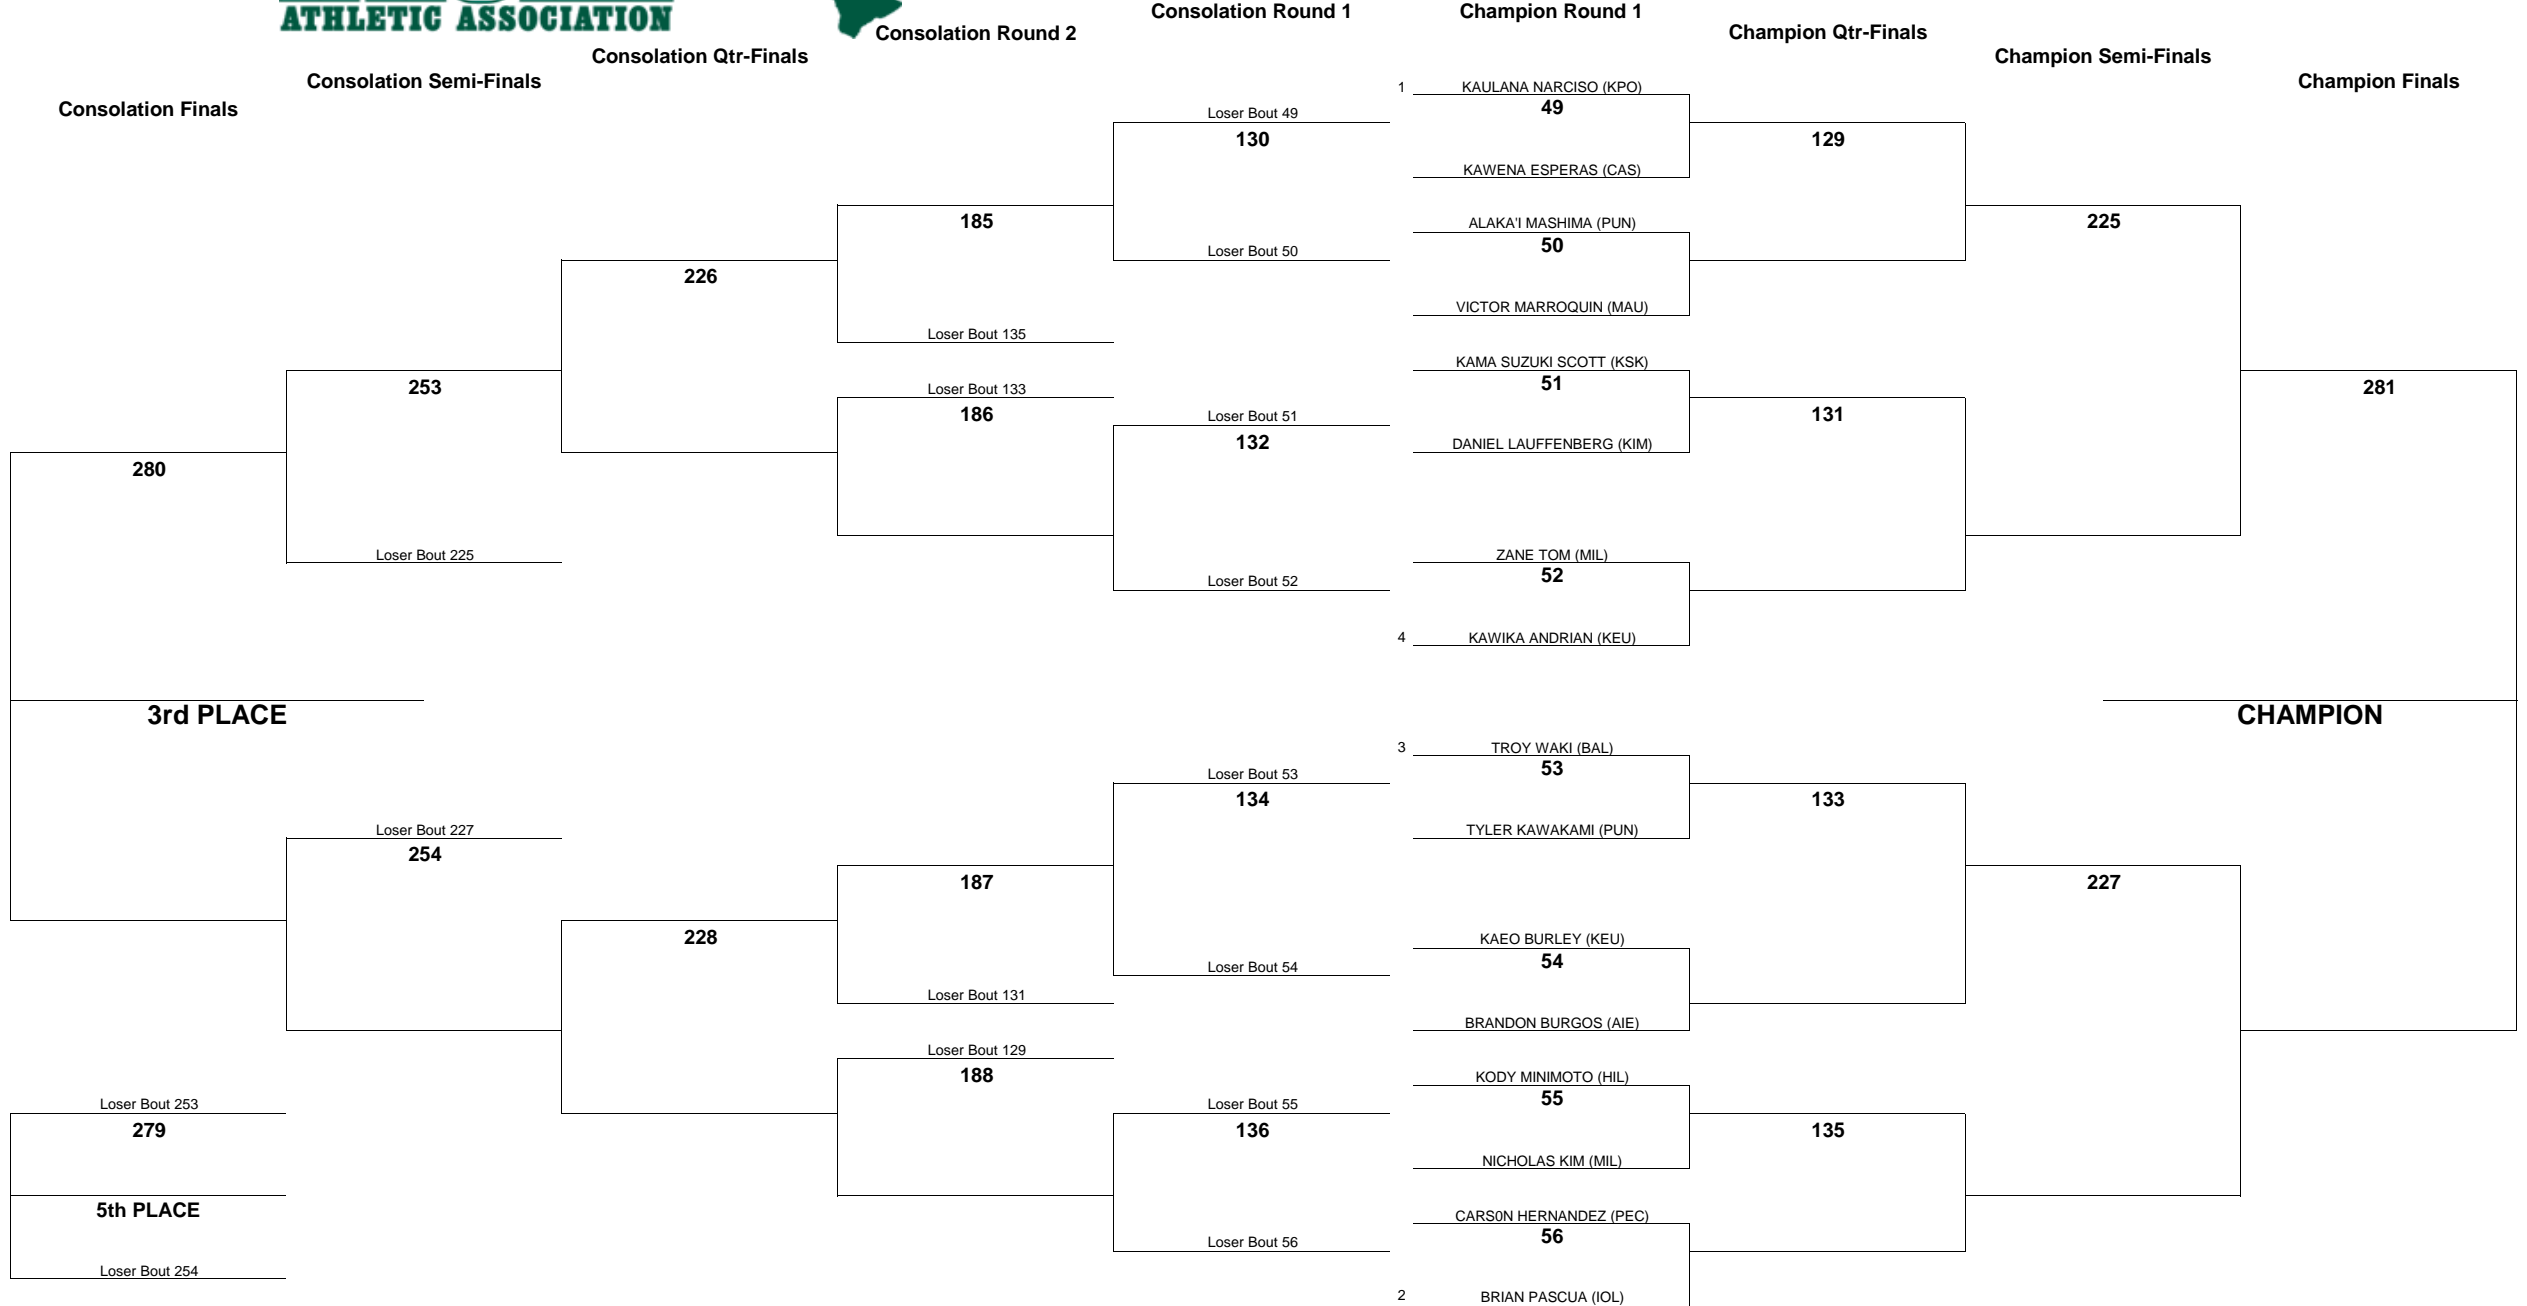 ATHLETIC ASSOCIATION
Consolation Round 1
Champion Round 1
Consolation Round 2
Champion Qtr-Finals
Consolation Qtr-Finals
Champion Semi-Finals
Consolation Semi-Finals
Champion Finals
Consolation Finals
1 KAULANA NARCISO (KPO)
49
Loser Bout 49
130
129
KAWENA ESPERAS (CAS)
185
ALAKA'I MASHIMA (PUN)
225
50
Loser Bout 50
226
VICTOR MARROQUIN (MAU)
Loser Bout 135
KAMA SUZUKI SCOTT (KSK)
253
Loser Bout 133
51
281
186
Loser Bout 51
131
132
DANIEL LAUFFENBERG (KIM)
280
Loser Bout 225
ZANE TOM (MIL)
52
Loser Bout 52
4 KAWIKA ANDRIAN (KEU)
3rd PLACE
CHAMPION
3 TROY WAKI (BAL)
53
Loser Bout 53
134
133
Loser Bout 227
TYLER KAWAKAMI (PUN)
254
187
227
228
KAEO BURLEY (KEU)
54
Loser Bout 54
Loser Bout 131
BRANDON BURGOS (AIE)
Loser Bout 129
188
KODY MINIMOTO (HIL)
55
Loser Bout 253
Loser Bout 55
279
136
135
NICHOLAS KIM (MIL)
5th PLACE
CARS0N HERNANDEZ (PEC)
56
Loser Bout 56
Loser Bout 254
2 BRIAN PASCUA (IOL)